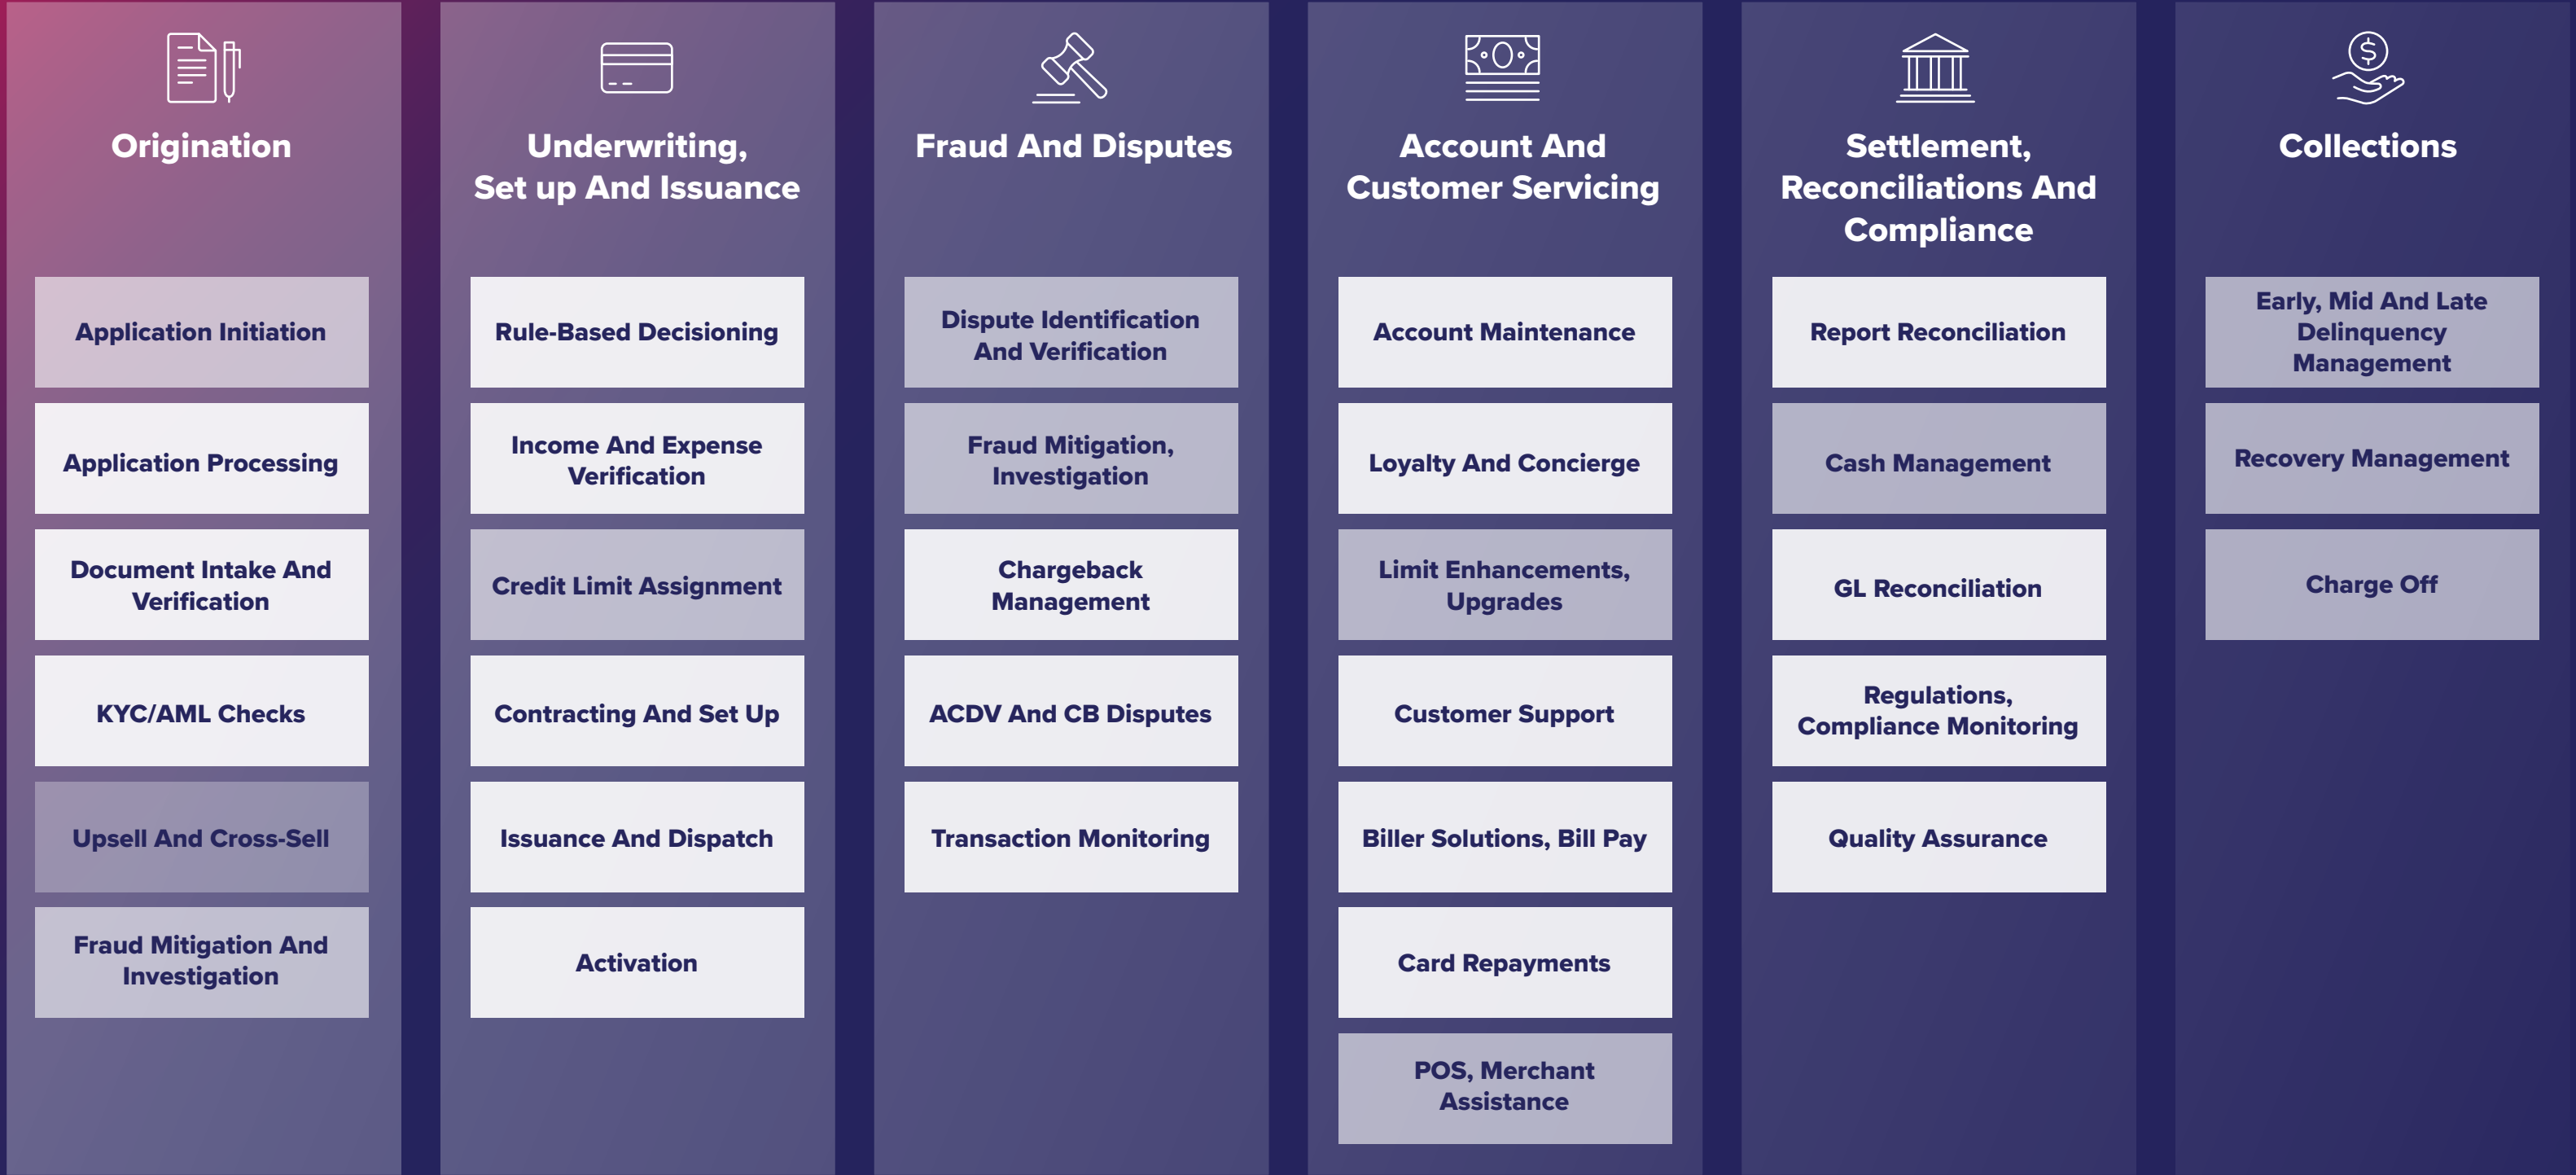 Origination
Application Initiation
Application Processing
Document Intake And
Verification
KYC/AML Checks
Upsell And Cross-Sell
Fraud Mitigation And
Investigation
Underwriting,
Set up And Issuance
Rule-Based Decisioning
Income And Expense
Verification
Credit Limit Assignment
Contracting And Set Up
Issuance And Dispatch
Activation
Fraud And Disputes
Dispute Identification
And Verification
Fraud Mitigation,
Investigation
Chargeback
Management
ACDV And CB Disputes
Transaction Monitoring
Account And
Customer Servicing
Account Maintenance
Loyalty And Concierge
Limit Enhancements,
Upgrades
Customer Support
Biller Solutions, Bill Pay
Card Repayments
POS, Merchant
Assistance
Settlement,
Reconciliations And
Compliance
Report Reconciliation
Cash Management
GL Reconciliation
Regulations,
Compliance Monitoring
Quality Assurance
Collections
Early, Mid And Late
Delinquency
Management
Recovery Management
Charge Off